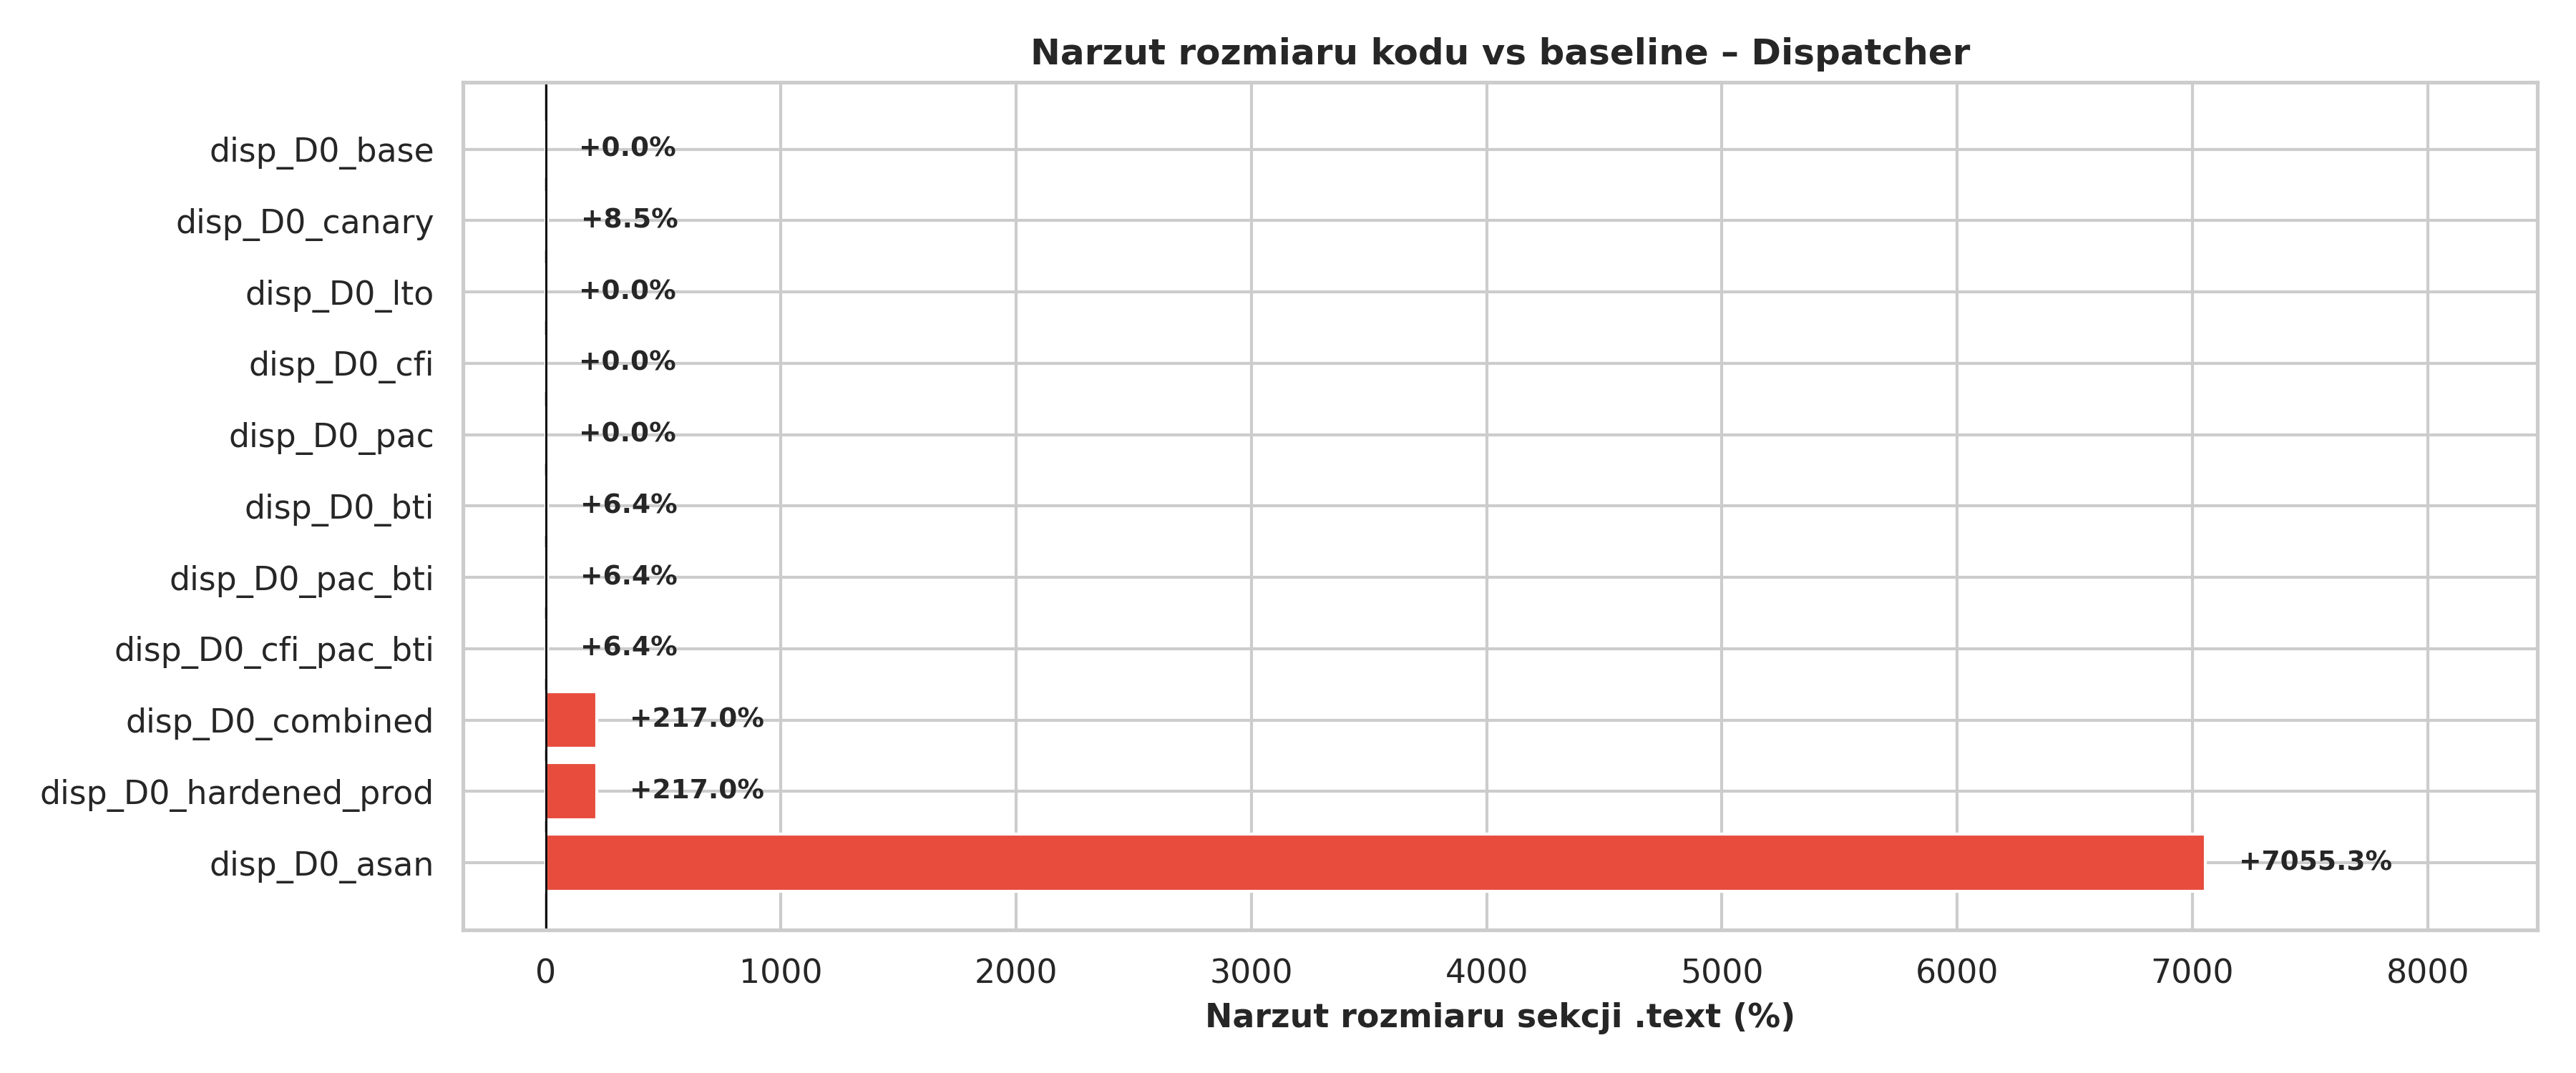 Narzut rozmiaru kodu vs baseline – Dispatcher
disp_D0_base +0.0%
disp_D0_canary +8.5%
disp_D0_lto +0.0%
disp_D0_cfi +0.0%
disp_D0_pac +0.0%
disp_D0_bti +6.4%
disp_D0_pac_bti +6.4%
disp_D0_cfi_pac_bti +6.4%
disp_D0_combined +217.0%
disp_D0_hardened_prod +217.0%
disp_D0_asan +7055.3%
0 1000 2000 3000 4000 5000 6000 7000 8000
Narzut rozmiaru sekcji .text (%)